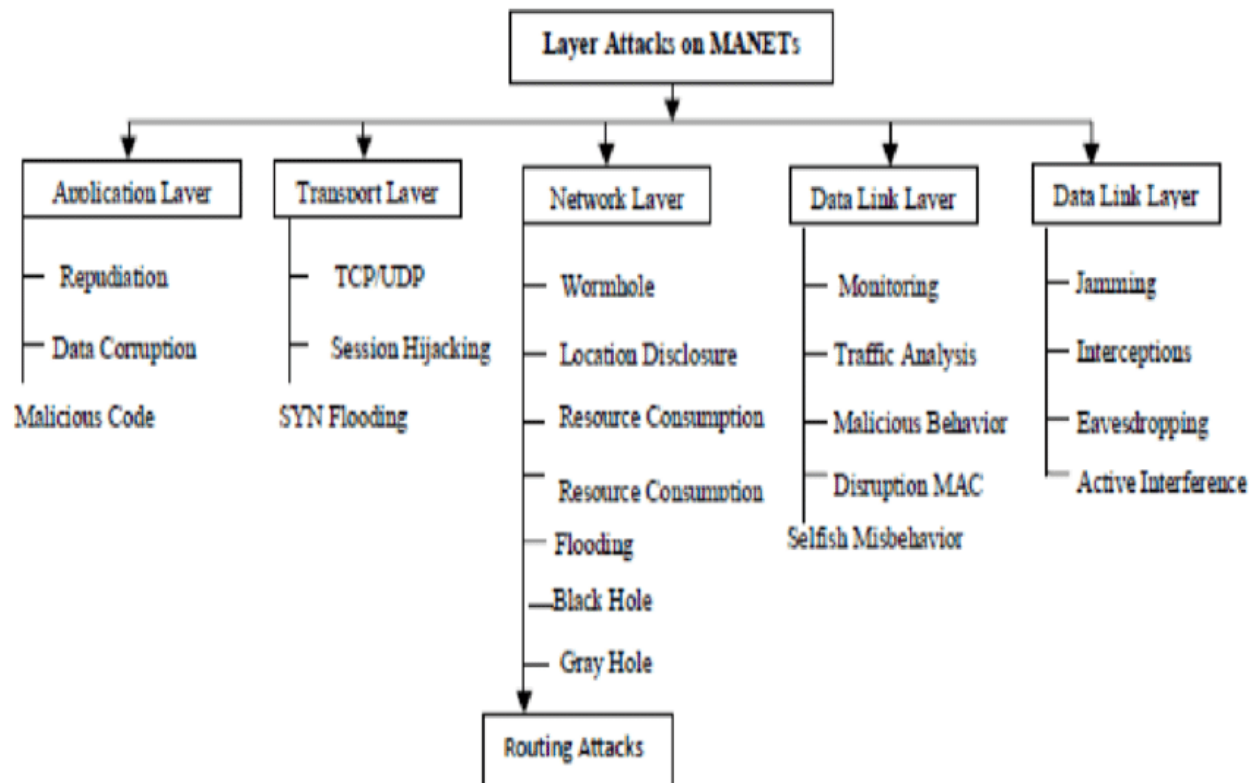 Layer Attacks on MANETs
Application Layer
Repudiation
Data Corruption
Malicious Code
Transport Layer
TCP/UDP
Session Hijacking
SYN Flooding
Network Layer
Wormhole
Location Disclosure
Resource Consumption
Resource Consumption
Flooding
Black Hole
Gray Hole
Routing Attacks
Data Link Layer
Monitoring
Traffic Analysis
Malicious Behavior
Disruption MAC
Selfish Misbehavior
Data Link Layer
Jamming
Interceptions
Eavesdropping
Active Interference